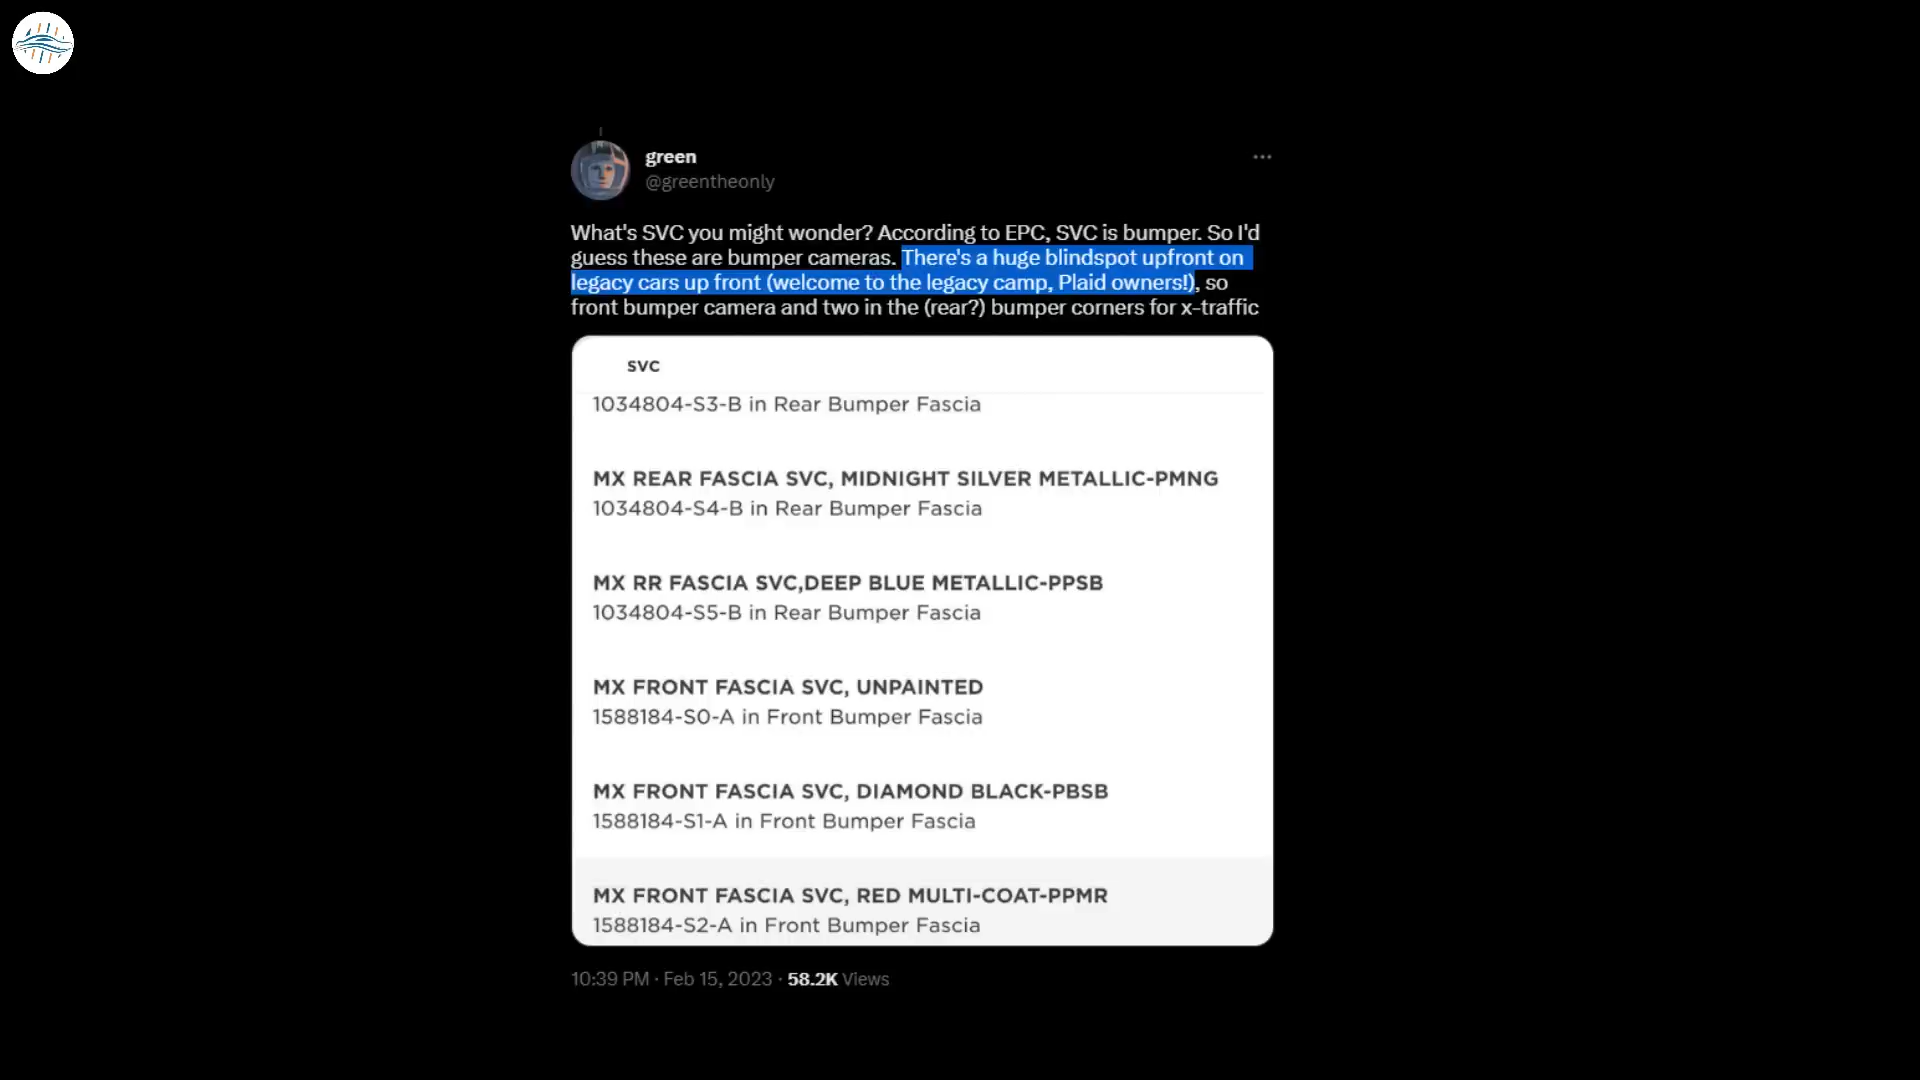 green
@greentheonly
What's SVC you might wonder? According to EPC, SVC is bumper. So I'd
guess these are bumper cameras. There's a huge blindspot upfront on
legacy cars up front (welcome to the legacy camp, Plaid owners!), so
front bumper camera and two in the (rear?) bumper corners for x-traffic
SVC
1034804-S3-B in Rear Bumper Fascia
MX REAR FASCIA SVC, MIDNIGHT SILVER METALLIC-PMNG
1034804-S4-B in Rear Bumper Fascia
MX RR FASCIA SVC,DEEP BLUE METALLIC-PPSB
1034804-S5-B in Rear Bumper Fascia
MX FRONT FASCIA SVC, UNPAINTED
1588184-S0-A in Front Bumper Fascia
MX FRONT FASCIA SVC, DIAMOND BLACK-PBSB
1588184-S1-A in Front Bumper Fascia
MX FRONT FASCIA SVC, RED MULTI-COAT-PPMR
1588184-S2-A in Front Bumper Fascia
10:39 PM · Feb 15, 2023 · 58.2K Views